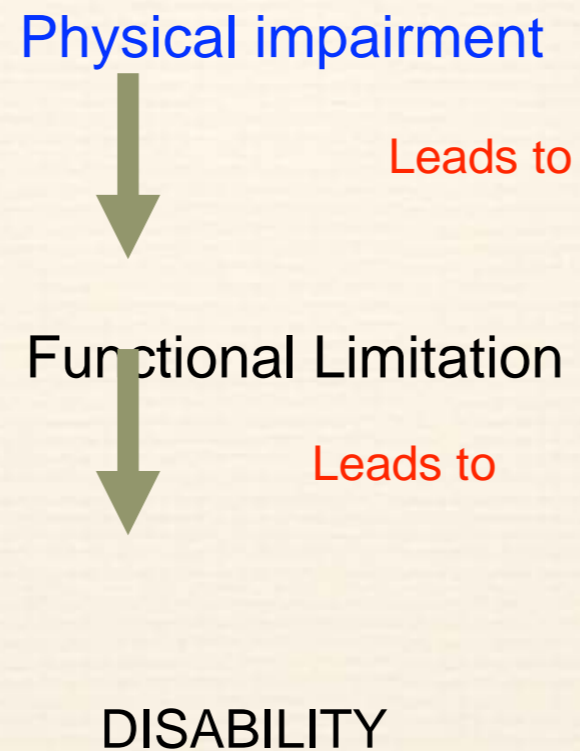 Physical impairment
Leads to
Functional Limitation
Leads to
DISABILITY